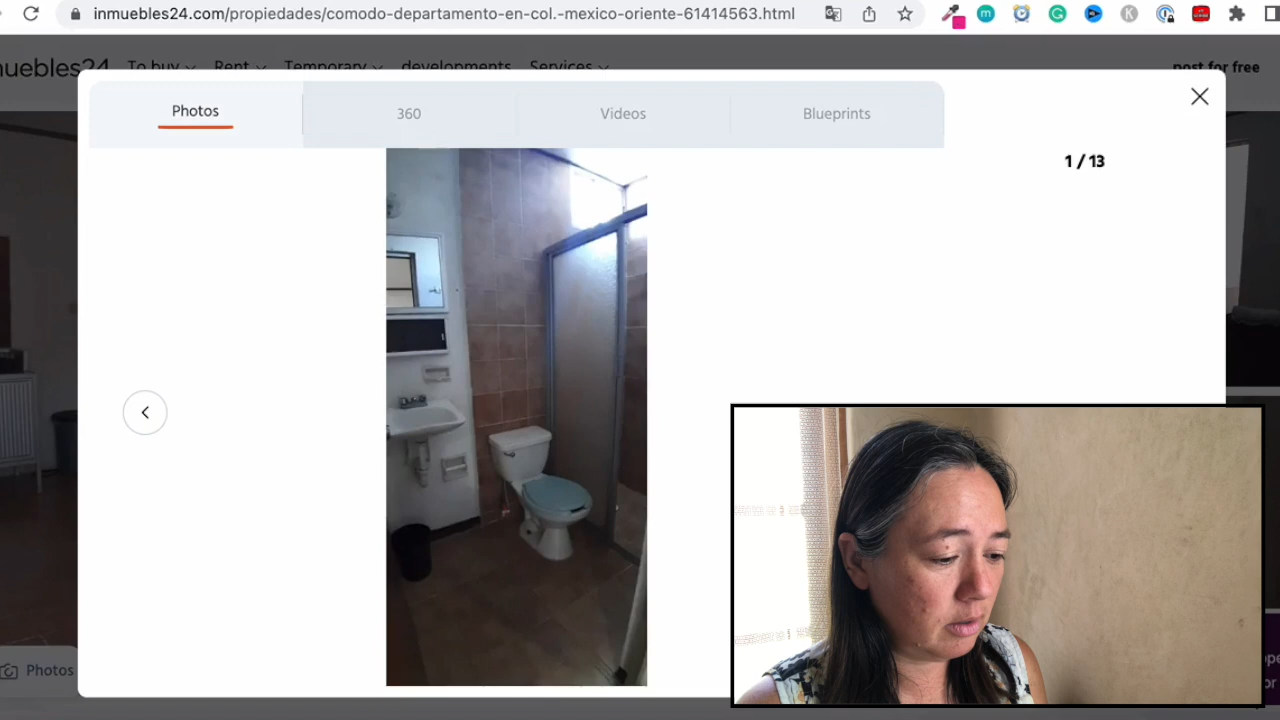 inmuebles24.com/propiedades/comodo-departamento-en-col.-mexico-oriente-61414563.html
uebles24 To buy Rent Temporary developments Services post for free
Photos 360 Videos Blueprints
1 / 13
Photos